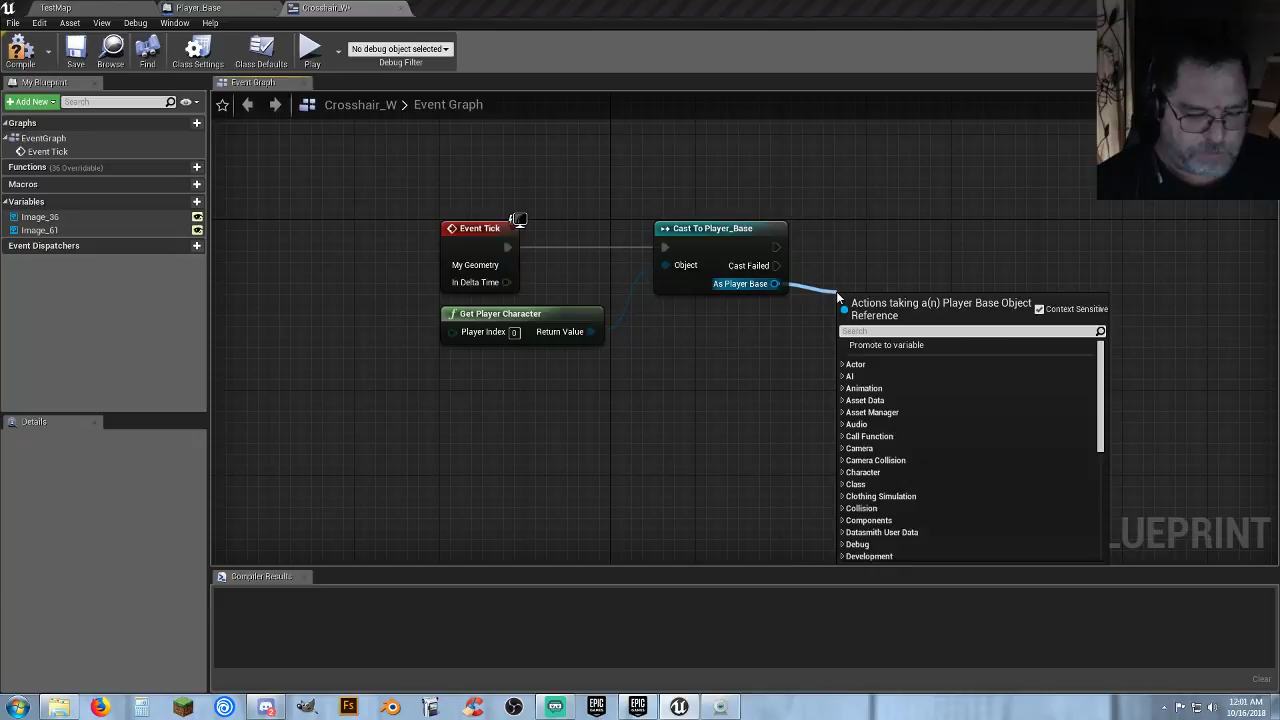 TestMap
Player_Base
Crosshair_W*
File Edit Asset View Debug Window Help
Compile
Save
Browse
Find
Class Settings
Class Defaults
Play
No debug object selected
Debug Filter
My Blueprint
Event Graph
Add New
Search
Crosshair_W > Event Graph
Graphs
EventGraph
Event Tick
Functions (36 Overridable)
Macros
Variables
Image_36
Image_61
Event Dispatchers
Details
Event Tick
My Geometry
In Delta Time
Get Player Character
Player Index 0 Return Value
Cast To Player_Base
Object
Cast Failed
As Player Base
Actions taking a(n) Player Base Object
Reference
Context Sensitive
Search
Promote to variable
Actor
AI
Animation
Asset Data
Asset Manager
Audio
Call Function
Camera
Camera Collision
Character
Class
Clothing Simulation
Collision
Components
Datasmith User Data
Debug
Development
LUEPRINT
Compiler Results
Clear
Fs
EPIC GAMES
EPIC GAMES
12:01 AM
10/16/2018